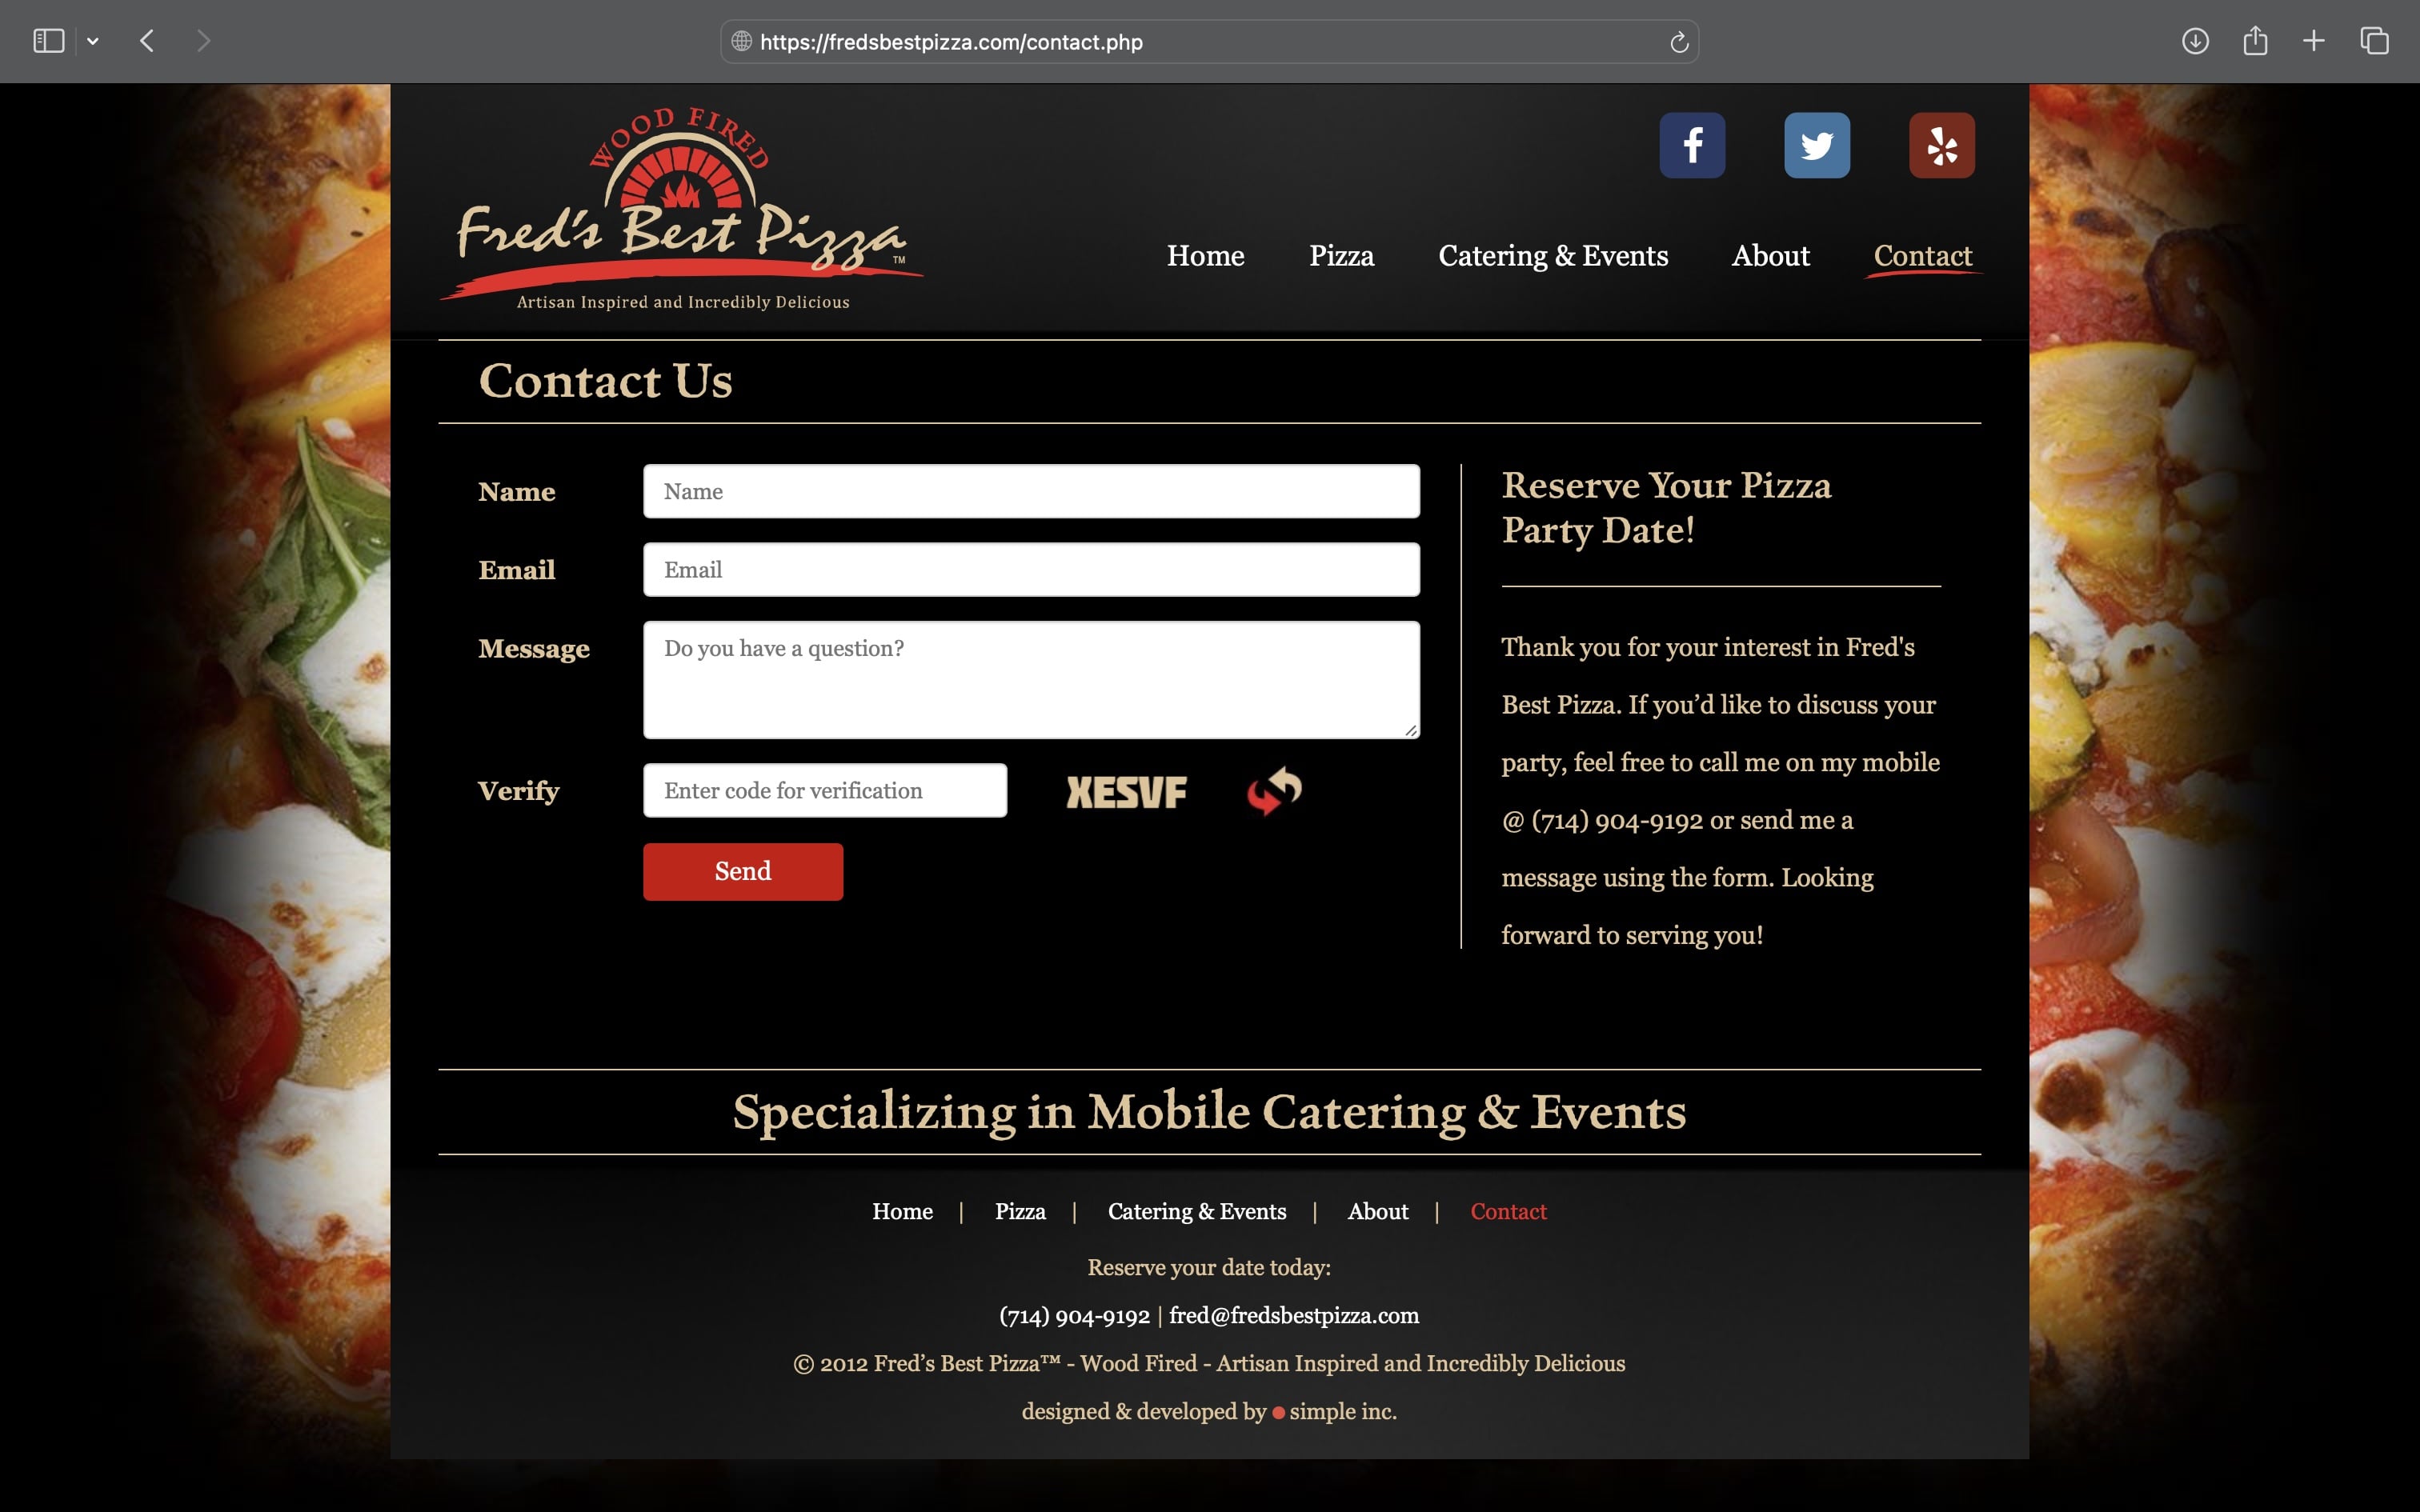 https://fredsbestpizza.com/contact.php
WOOD FIRED
Fred's Best Pizza™
Artisan Inspired and Incredibly Delicious
Home Pizza Catering & Events About Contact
Contact Us
Name Name
Email Email
Message Do you have a question?
Verify Enter code for verification XESVF
Send
Reserve Your Pizza
Party Date!
Thank you for your interest in Fred's
Best Pizza. If you’d like to discuss your
party, feel free to call me on my mobile
@ (714) 904-9192 or send me a
message using the form. Looking
forward to serving you!
Specializing in Mobile Catering & Events
Home | Pizza | Catering & Events | About | Contact
Reserve your date today:
(714) 904-9192 | fred@fredsbestpizza.com
© 2012 Fred’s Best Pizza™ - Wood Fired - Artisan Inspired and Incredibly Delicious
designed & developed by simple inc.